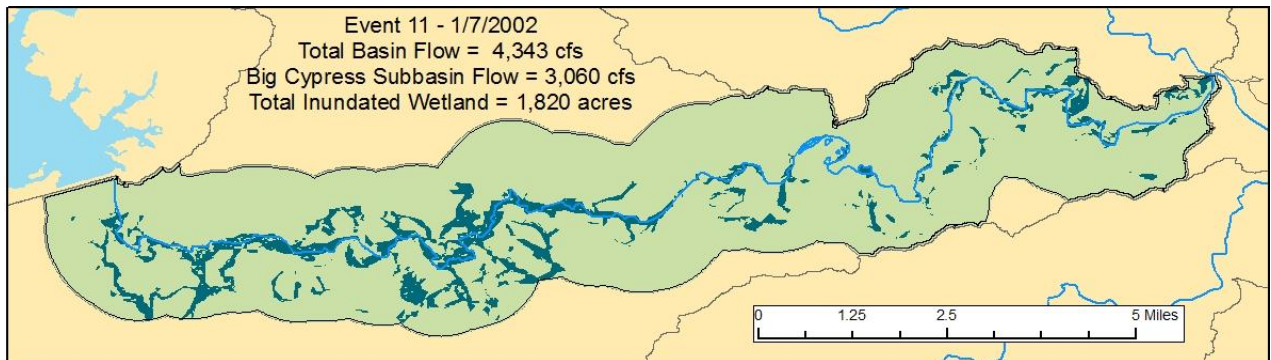 Event 11 - 1/7/2002
Total Basin Flow = 4,343 cfs
Big Cypress Subbasin Flow = 3,060 cfs
Total Inundated Wetland = 1,820 acres
0 1.25 2.5 5 Miles